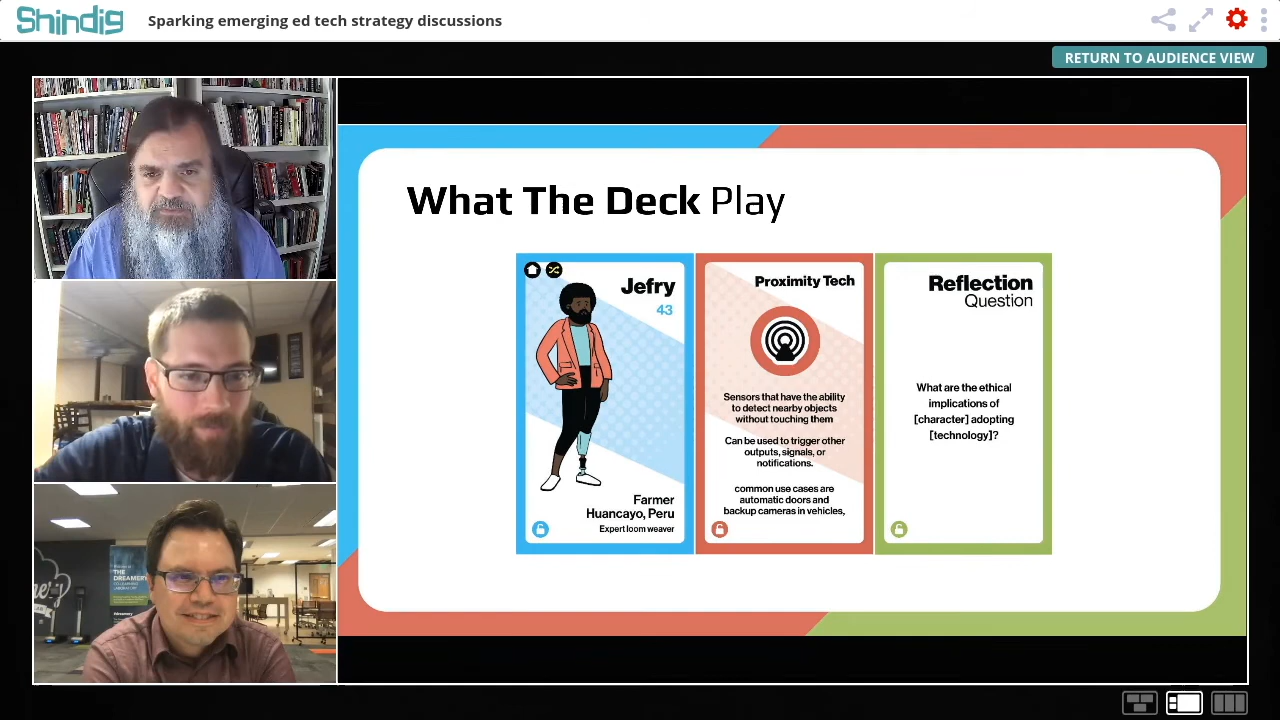 Shindig
Sparking emerging ed tech strategy discussions
RETURN TO AUDIENCE VIEW
What The Deck Play
Jefry
43
Farmer
Huancayo, Peru
Expert loom weaver
Proximity Tech
Sensors that have the ability
to detect nearby objects
without touching them
Can be used to trigger other
outputs, signals, or
notifications.
common use cases are
automatic doors and
backup cameras in vehicles,
Reflection
Question
What are the ethical
implications of
[character] adopting
[technology]?
THE
DREAMERY